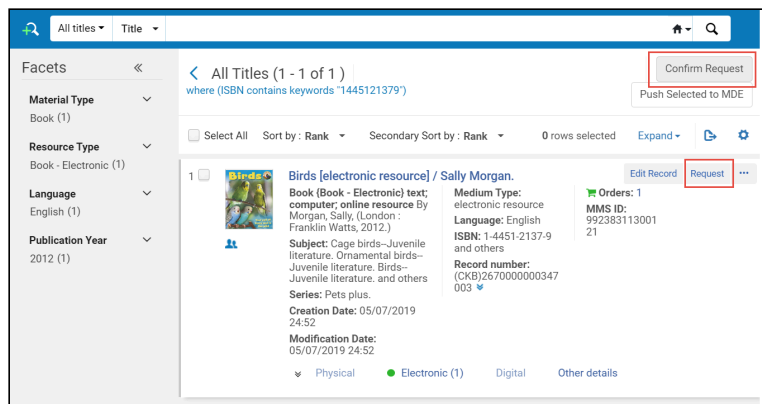 All titles Title
Facets
Material Type
Book (1)
Resource Type
Book - Electronic (1)
Language
English (1)
Publication Year
2012 (1)
All Titles (1 - 1 of 1 )
where (ISBN contains keywords "1445121379")
Confirm Request
Push Selected to MDE
Select All Sort by : Rank Secondary Sort by : Rank 0 rows selected Expand
1
Birds
Birds [electronic resource] / Sally Morgan.
Edit Record Request
Book {Book - Electronic} text;
computer; online resource By
Morgan, Sally, (London :
Franklin Watts, 2012.)
Subject: Cage birds--Juvenile
literature. Ornamental birds--
Juvenile literature. Birds--
Juvenile literature. and others
Series: Pets plus.
Creation Date: 05/07/2019
24:52
Modification Date:
05/07/2019 24:52
Medium Type:
electronic resource
Language: English
ISBN: 1-4451-2137-9
and others
Record number:
(CKB)2670000000347
003
Orders: 1
MMS ID:
992383113001
21
Physical Electronic (1) Digital Other details